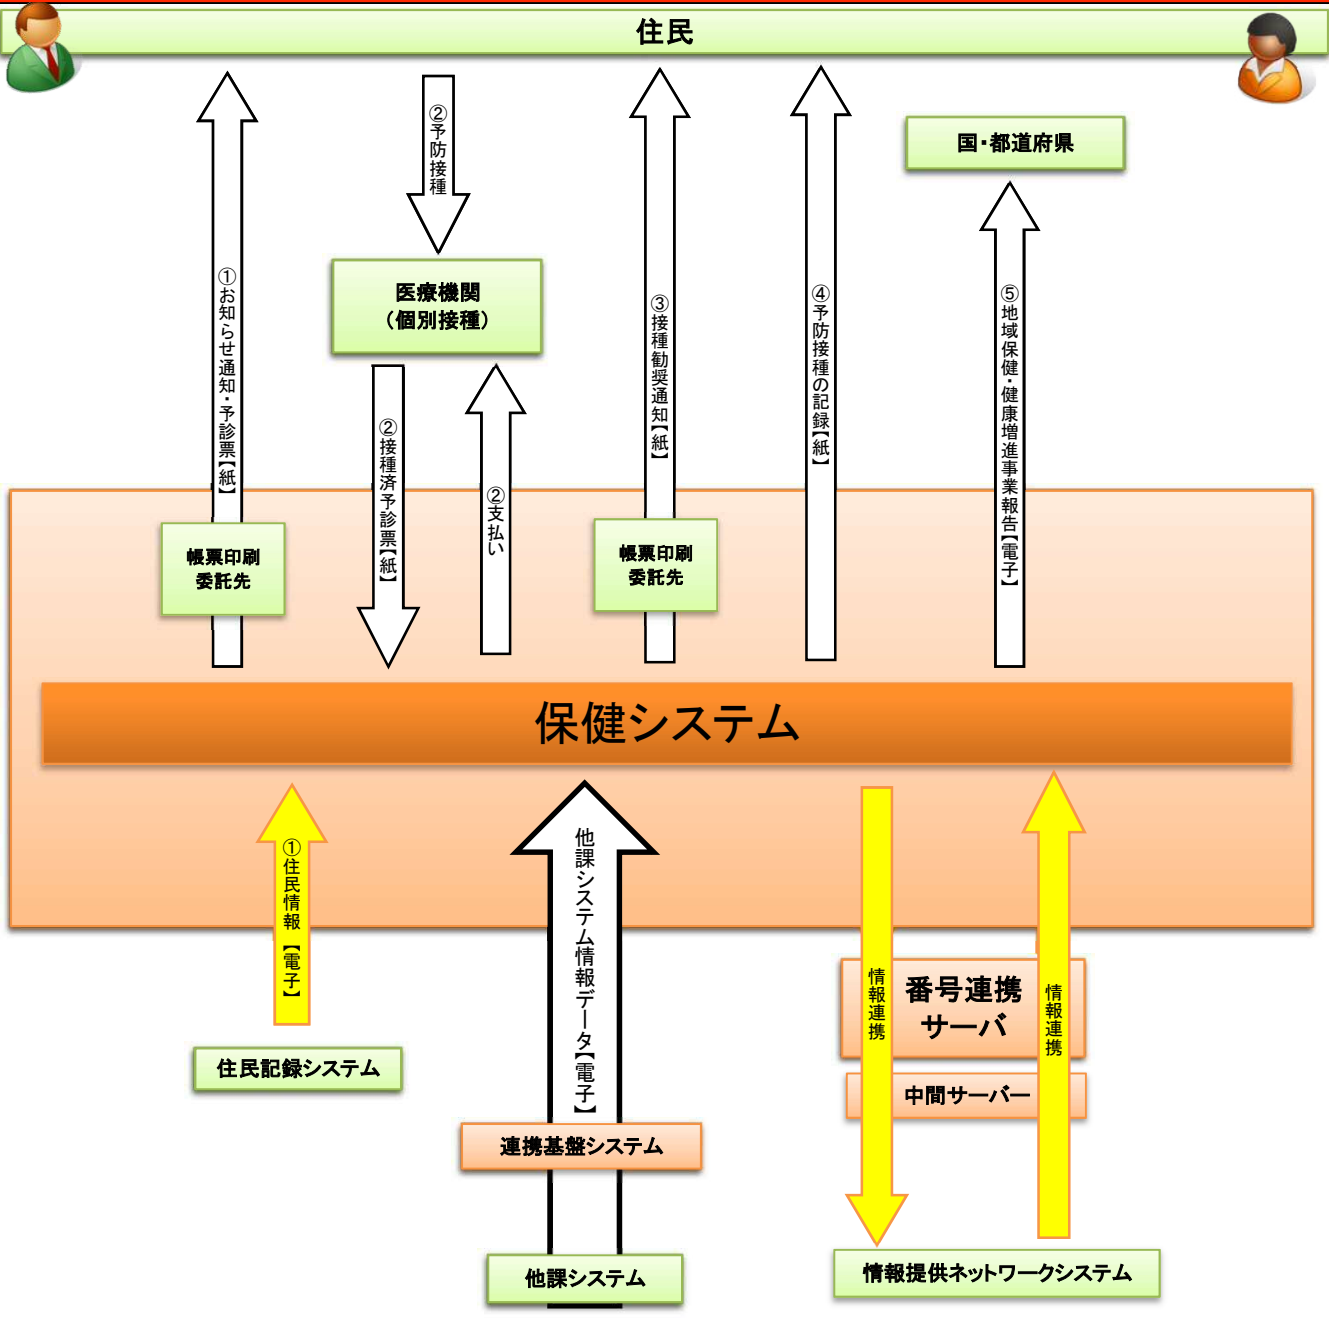 住民
②予防接種
国・都道府県
医療機関
（個別接種）
①お知らせ通知・予診票【紙】
③接種勧奨通知【紙】
④予防接種の記録【紙】
⑤地域保健・健康増進事業報告【電子】
②接種済予診票【紙】
②支払い
帳票印刷
委託先
帳票印刷
委託先
保健システム
①住民情報【電子】
他課システム情報データ【電子】
情報連携
番号連携
サーバ
情報連携
住民記録システム
中間サーバー
連携基盤システム
他課システム
情報提供ネットワークシステム